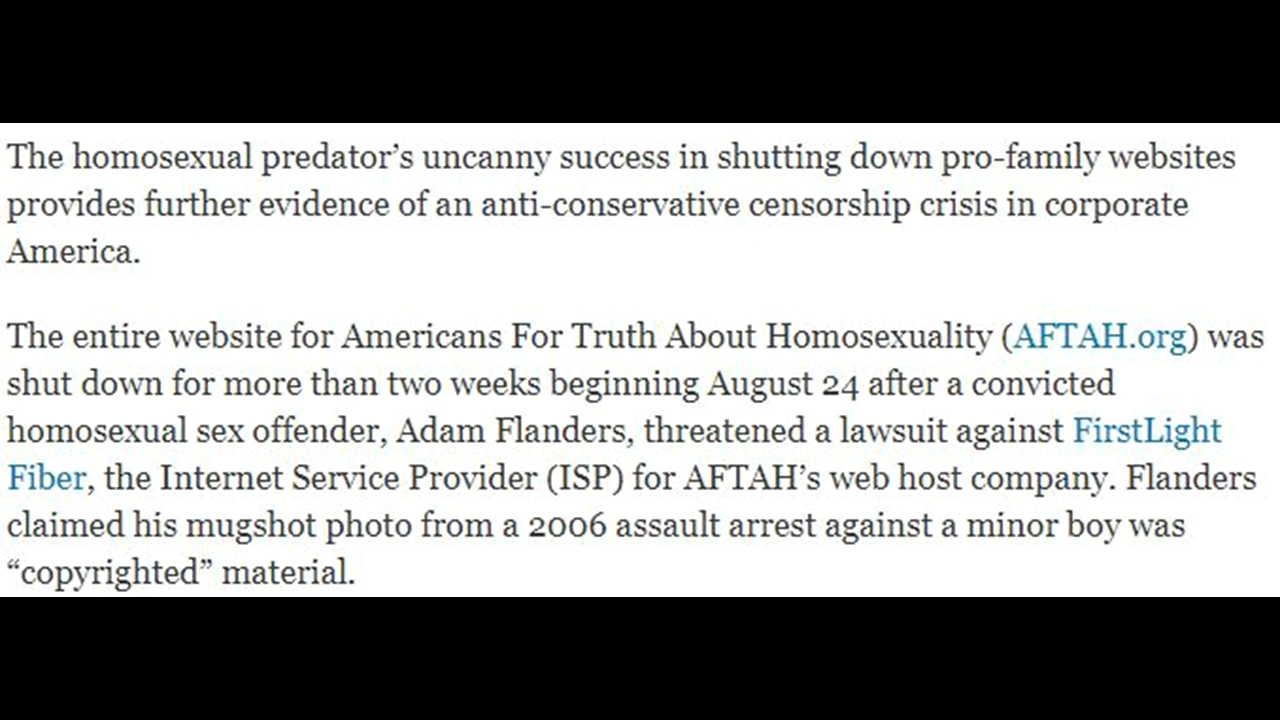 The homosexual predator’s uncanny success in shutting down pro-family websites
provides further evidence of an anti-conservative censorship crisis in corporate
America.
The entire website for Americans For Truth About Homosexuality (AFTAH.org) was
shut down for more than two weeks beginning August 24 after a convicted
homosexual sex offender, Adam Flanders, threatened a lawsuit against FirstLight
Fiber, the Internet Service Provider (ISP) for AFTAH’s web host company. Flanders
claimed his mugshot photo from a 2006 assault arrest against a minor boy was
“copyrighted” material.